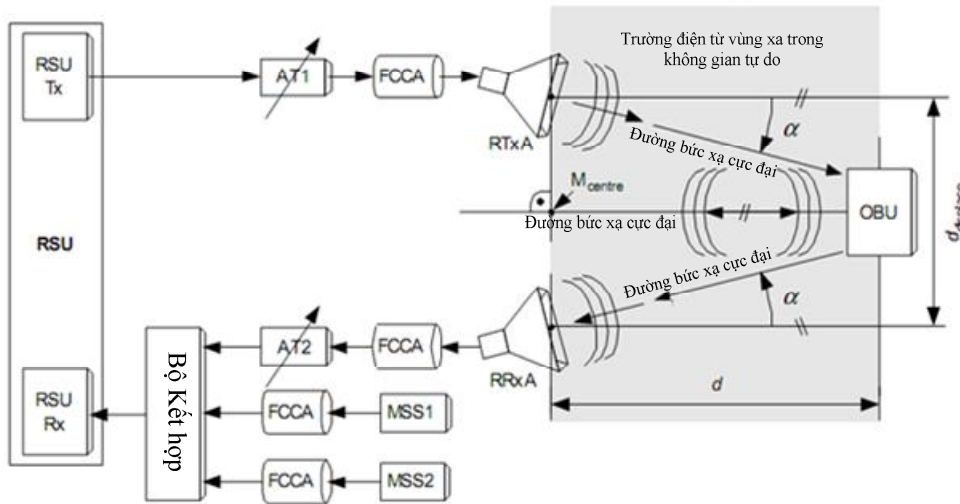 RSU
Tx
AT1
FCCA
RTxA
Trường điện từ vùng xa trong
không gian tự do
α
Đường bức xạ cực đại
Mcentre
Đường bức xạ cực đại
OBU
RSU
Đường bức xạ cực đại
α
AT2
FCCA
RRxA
d
Bộ Kết hợp
RSU
Rx
FCCA
MSS1
FCCA
MSS2